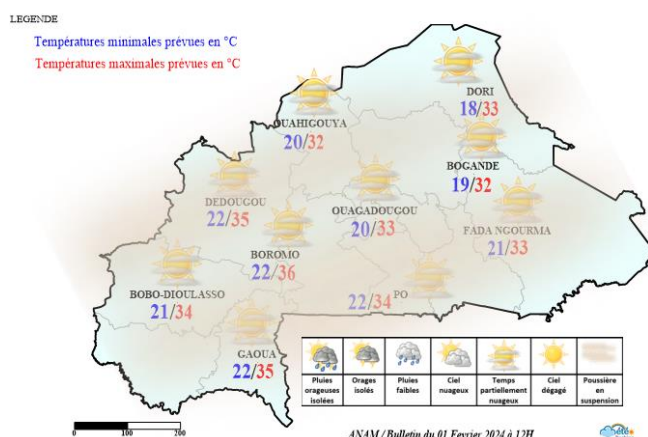 LEGENDE
Températures minimales prévues en °C
Températures maximales prévues en °C
DORI
18/33
OUAHIGOUYA
20/32
BOGANDE
19/32
DEDOUGOU
22/35
OUAGADOUGOU
20/33
FADA NGOURMA
21/33
BOROMO
22/36
BOBO-DIOULASSO
21/34
22/34 PO
GAOUA
22/35
Pluies orageuses isolées
Orages isolés
Pluies faibles
Ciel nuageux
Temps partiellement nuageux
Ciel dégagé
Poussière en suspension
100 0 100 200
ANAM / Bulletin du 01 Fevrier 2024 à 12H